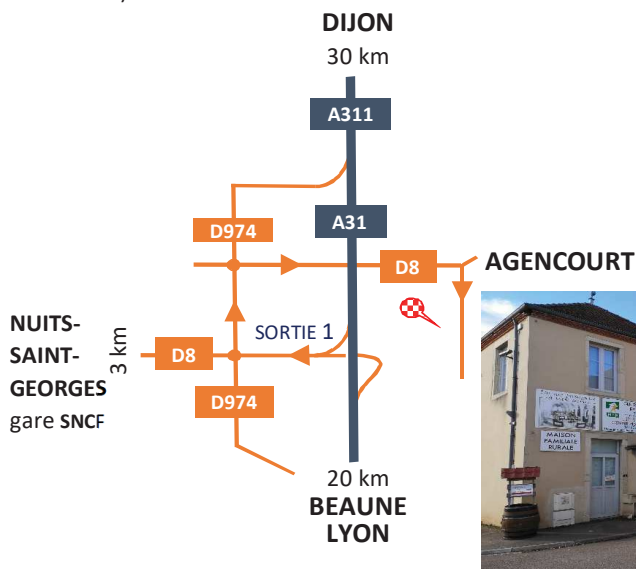 DIJON
30 km
A311
D974
A31
D8
AGENCOURT
NUITS-
SAINT-
GEORGES
gare SNCF
3 km
D8
SORTIE 1
D974
20 km
BEAUNE
LYON
MAISON
FAMILIALE
RURALE